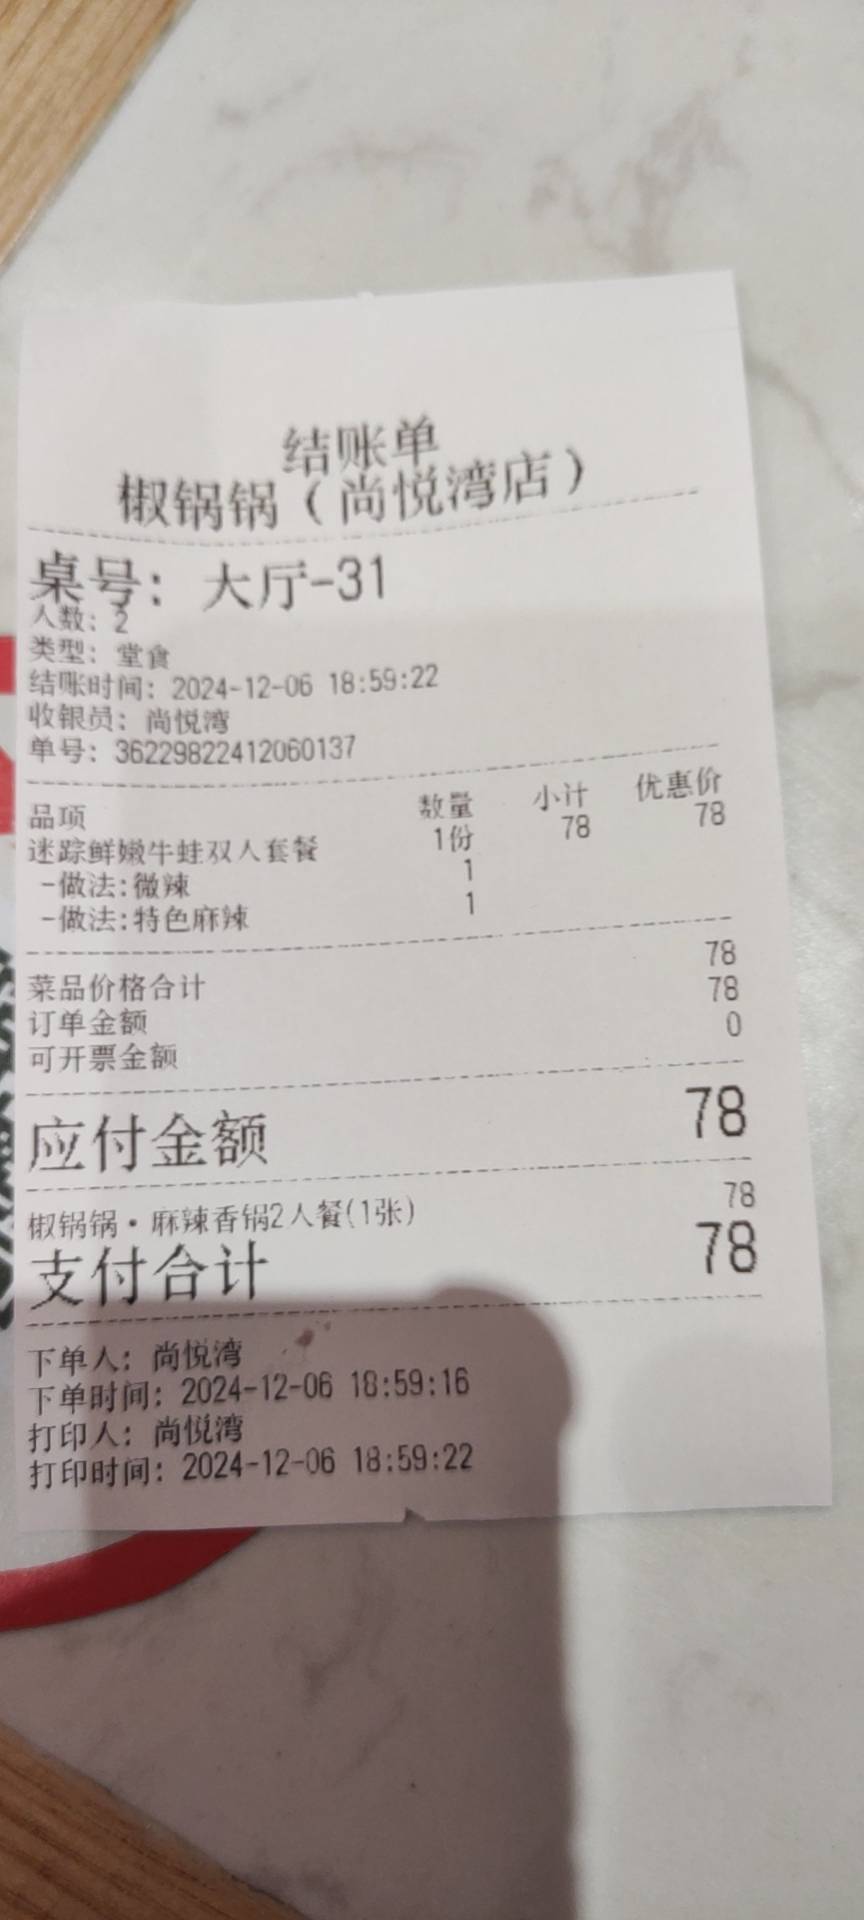 结账单
椒锅锅（尚悦湾店）
桌号：大厅-31
人数：2
类型：堂食
结账时间：2024-12-06 18:59:22
收银员：尚悦湾
单号：36229822412060137
品项 数量 小计 优惠价
迷踪鲜嫩牛蛙双人套餐 1份 78 78
-做法:微辣 1
-做法:特色麻辣 1
菜品价格合计 78
订单金额 78
可开票金额 0
应付金额 78
椒锅锅·麻辣香锅2人餐(1张) 78
支付合计 78
下单人：尚悦湾
下单时间：2024-12-06 18:59:16
打印人：尚悦湾
打印时间：2024-12-06 18:59:22